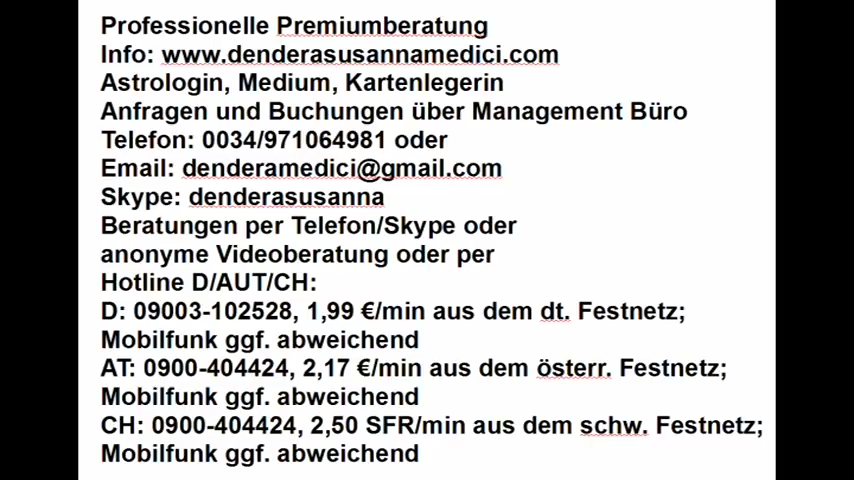 Professionelle Premiumberatung
Info: www.denderasusannamedici.com
Astrologin, Medium, Kartenlegerin
Anfragen und Buchungen über Management Büro
Telefon: 0034/971064981 oder
Email: denderamedici@gmail.com
Skype: denderasusanna
Beratungen per Telefon/Skype oder
anonyme Videoberatung oder per
Hotline D/AUT/CH:
D: 09003-102528, 1,99 €/min aus dem dt. Festnetz;
Mobilfunk ggf. abweichend
AT: 0900-404424, 2,17 €/min aus dem österr. Festnetz;
Mobilfunk ggf. abweichend
CH: 0900-404424, 2,50 SFR/min aus dem schw. Festnetz;
Mobilfunk ggf. abweichend